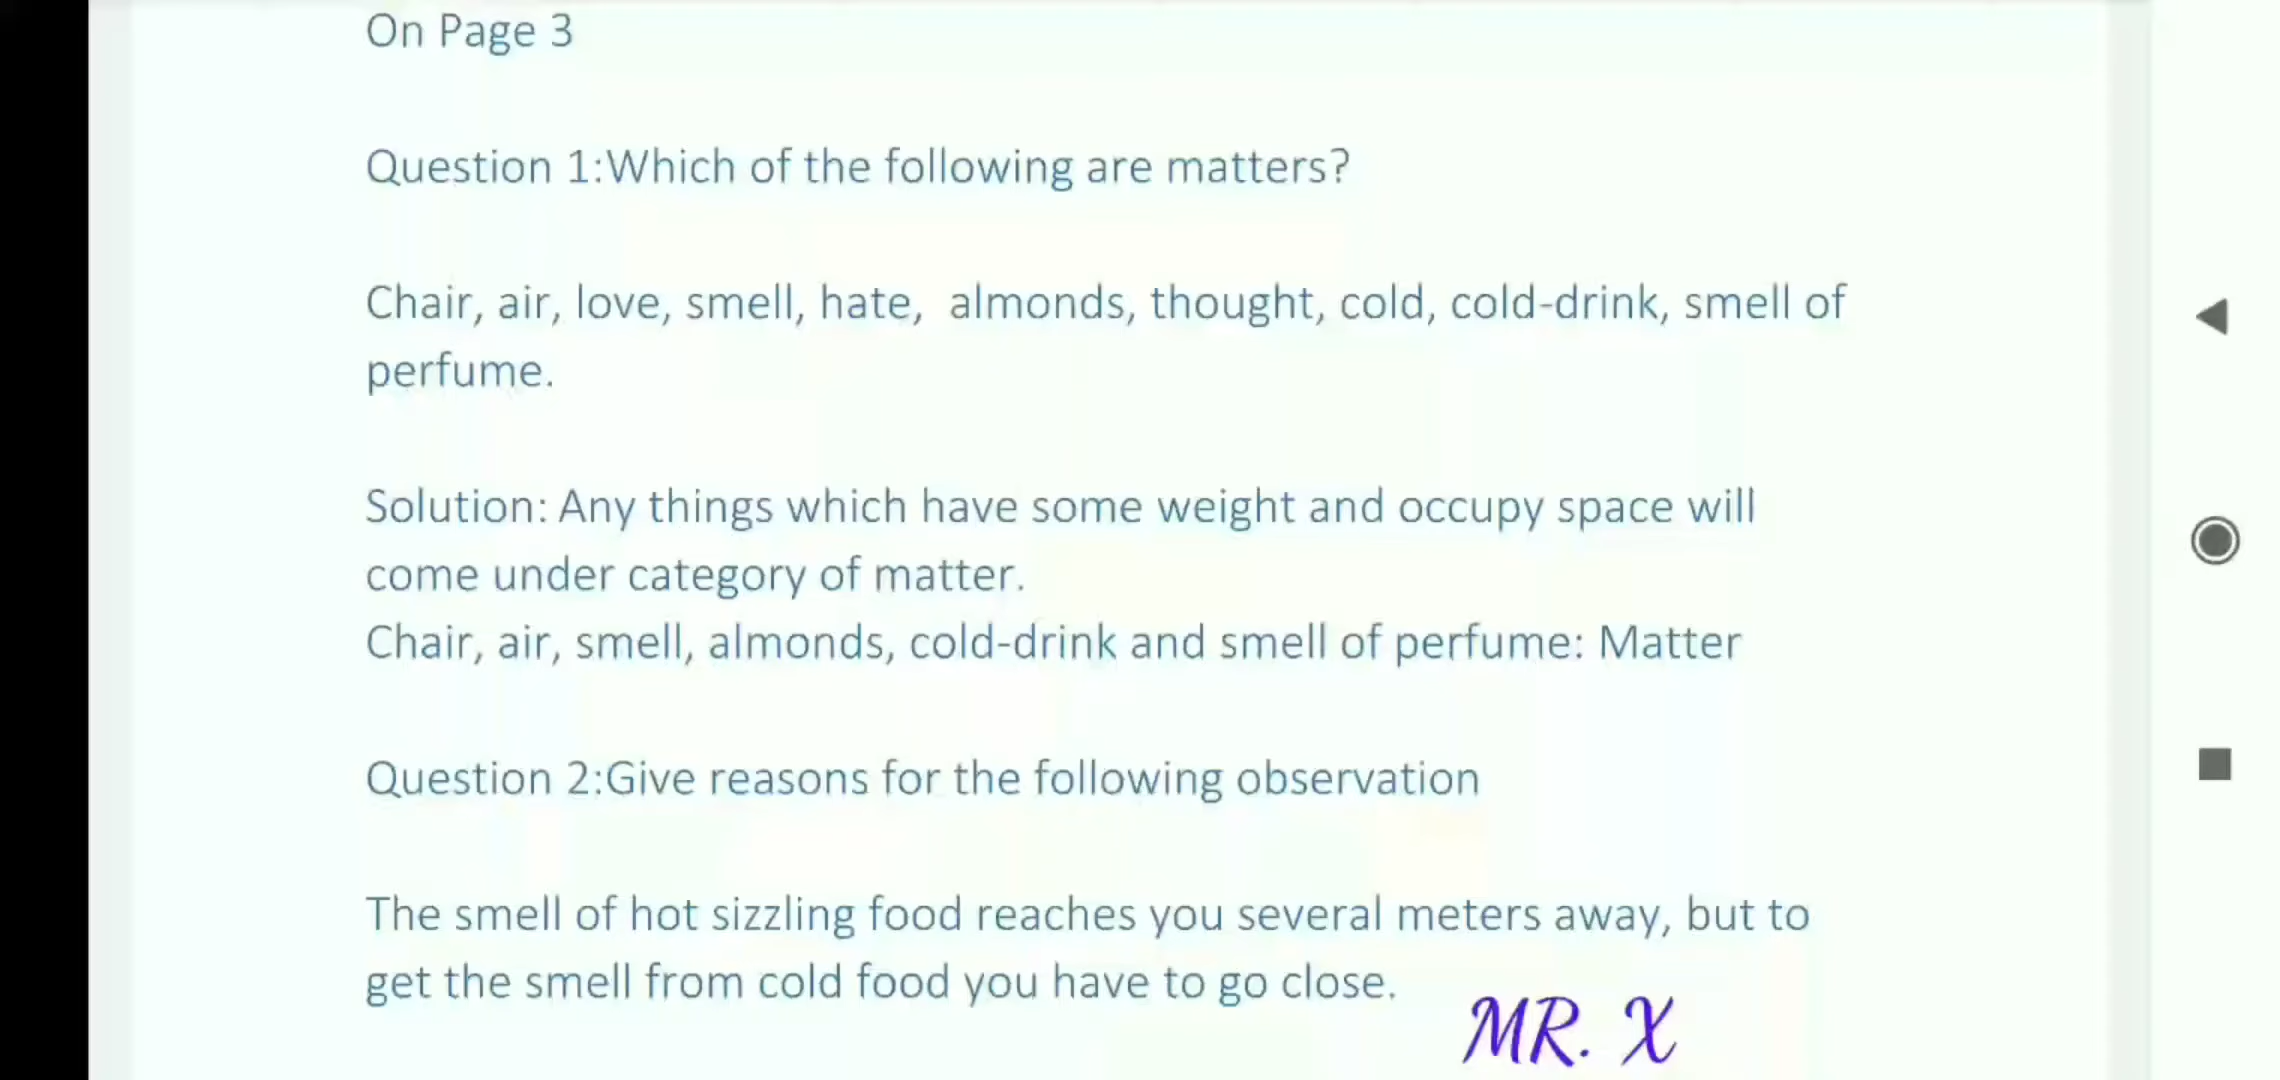 On Page 3
Question 1:Which of the following are matters?
Chair, air, love, smell, hate, almonds, thought, cold, cold-drink, smell of
perfume.
Solution: Any things which have some weight and occupy space will
come under category of matter.
Chair, air, smell, almonds, cold-drink and smell of perfume: Matter
Question 2:Give reasons for the following observation
The smell of hot sizzling food reaches you several meters away, but to
get the smell from cold food you have to go close.
MR. X